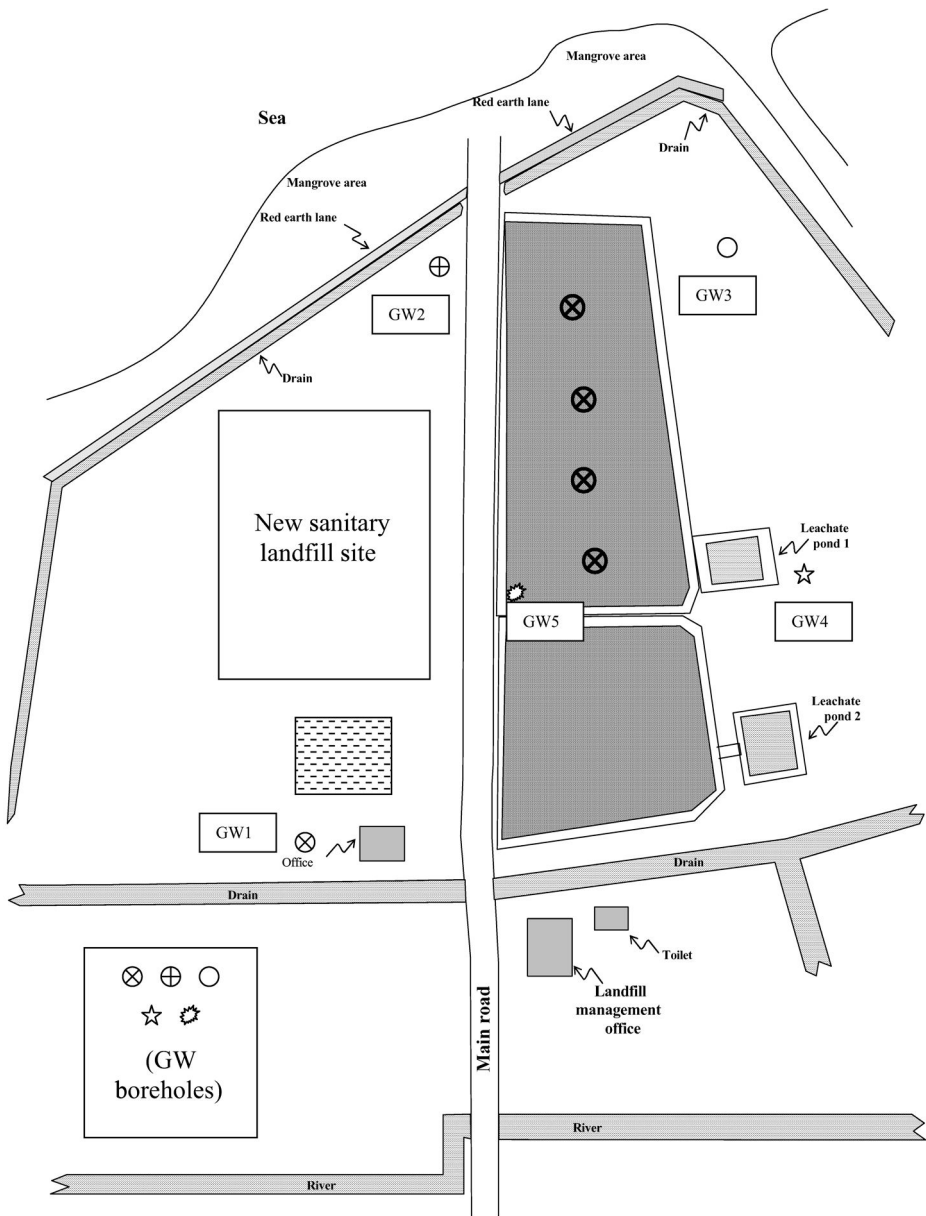 Mangrove area
Red earth lane
Sea
Drain
Mangrove area
Red earth lane
GW3
GW2
Drain
New sanitary
landfill site
Leachate
pond 1
GW5
GW4
Leachate
pond 2
GW1
Office
Drain
Drain
Toilet
Landfill
management
office
Main road
(GW
boreholes)
River
River